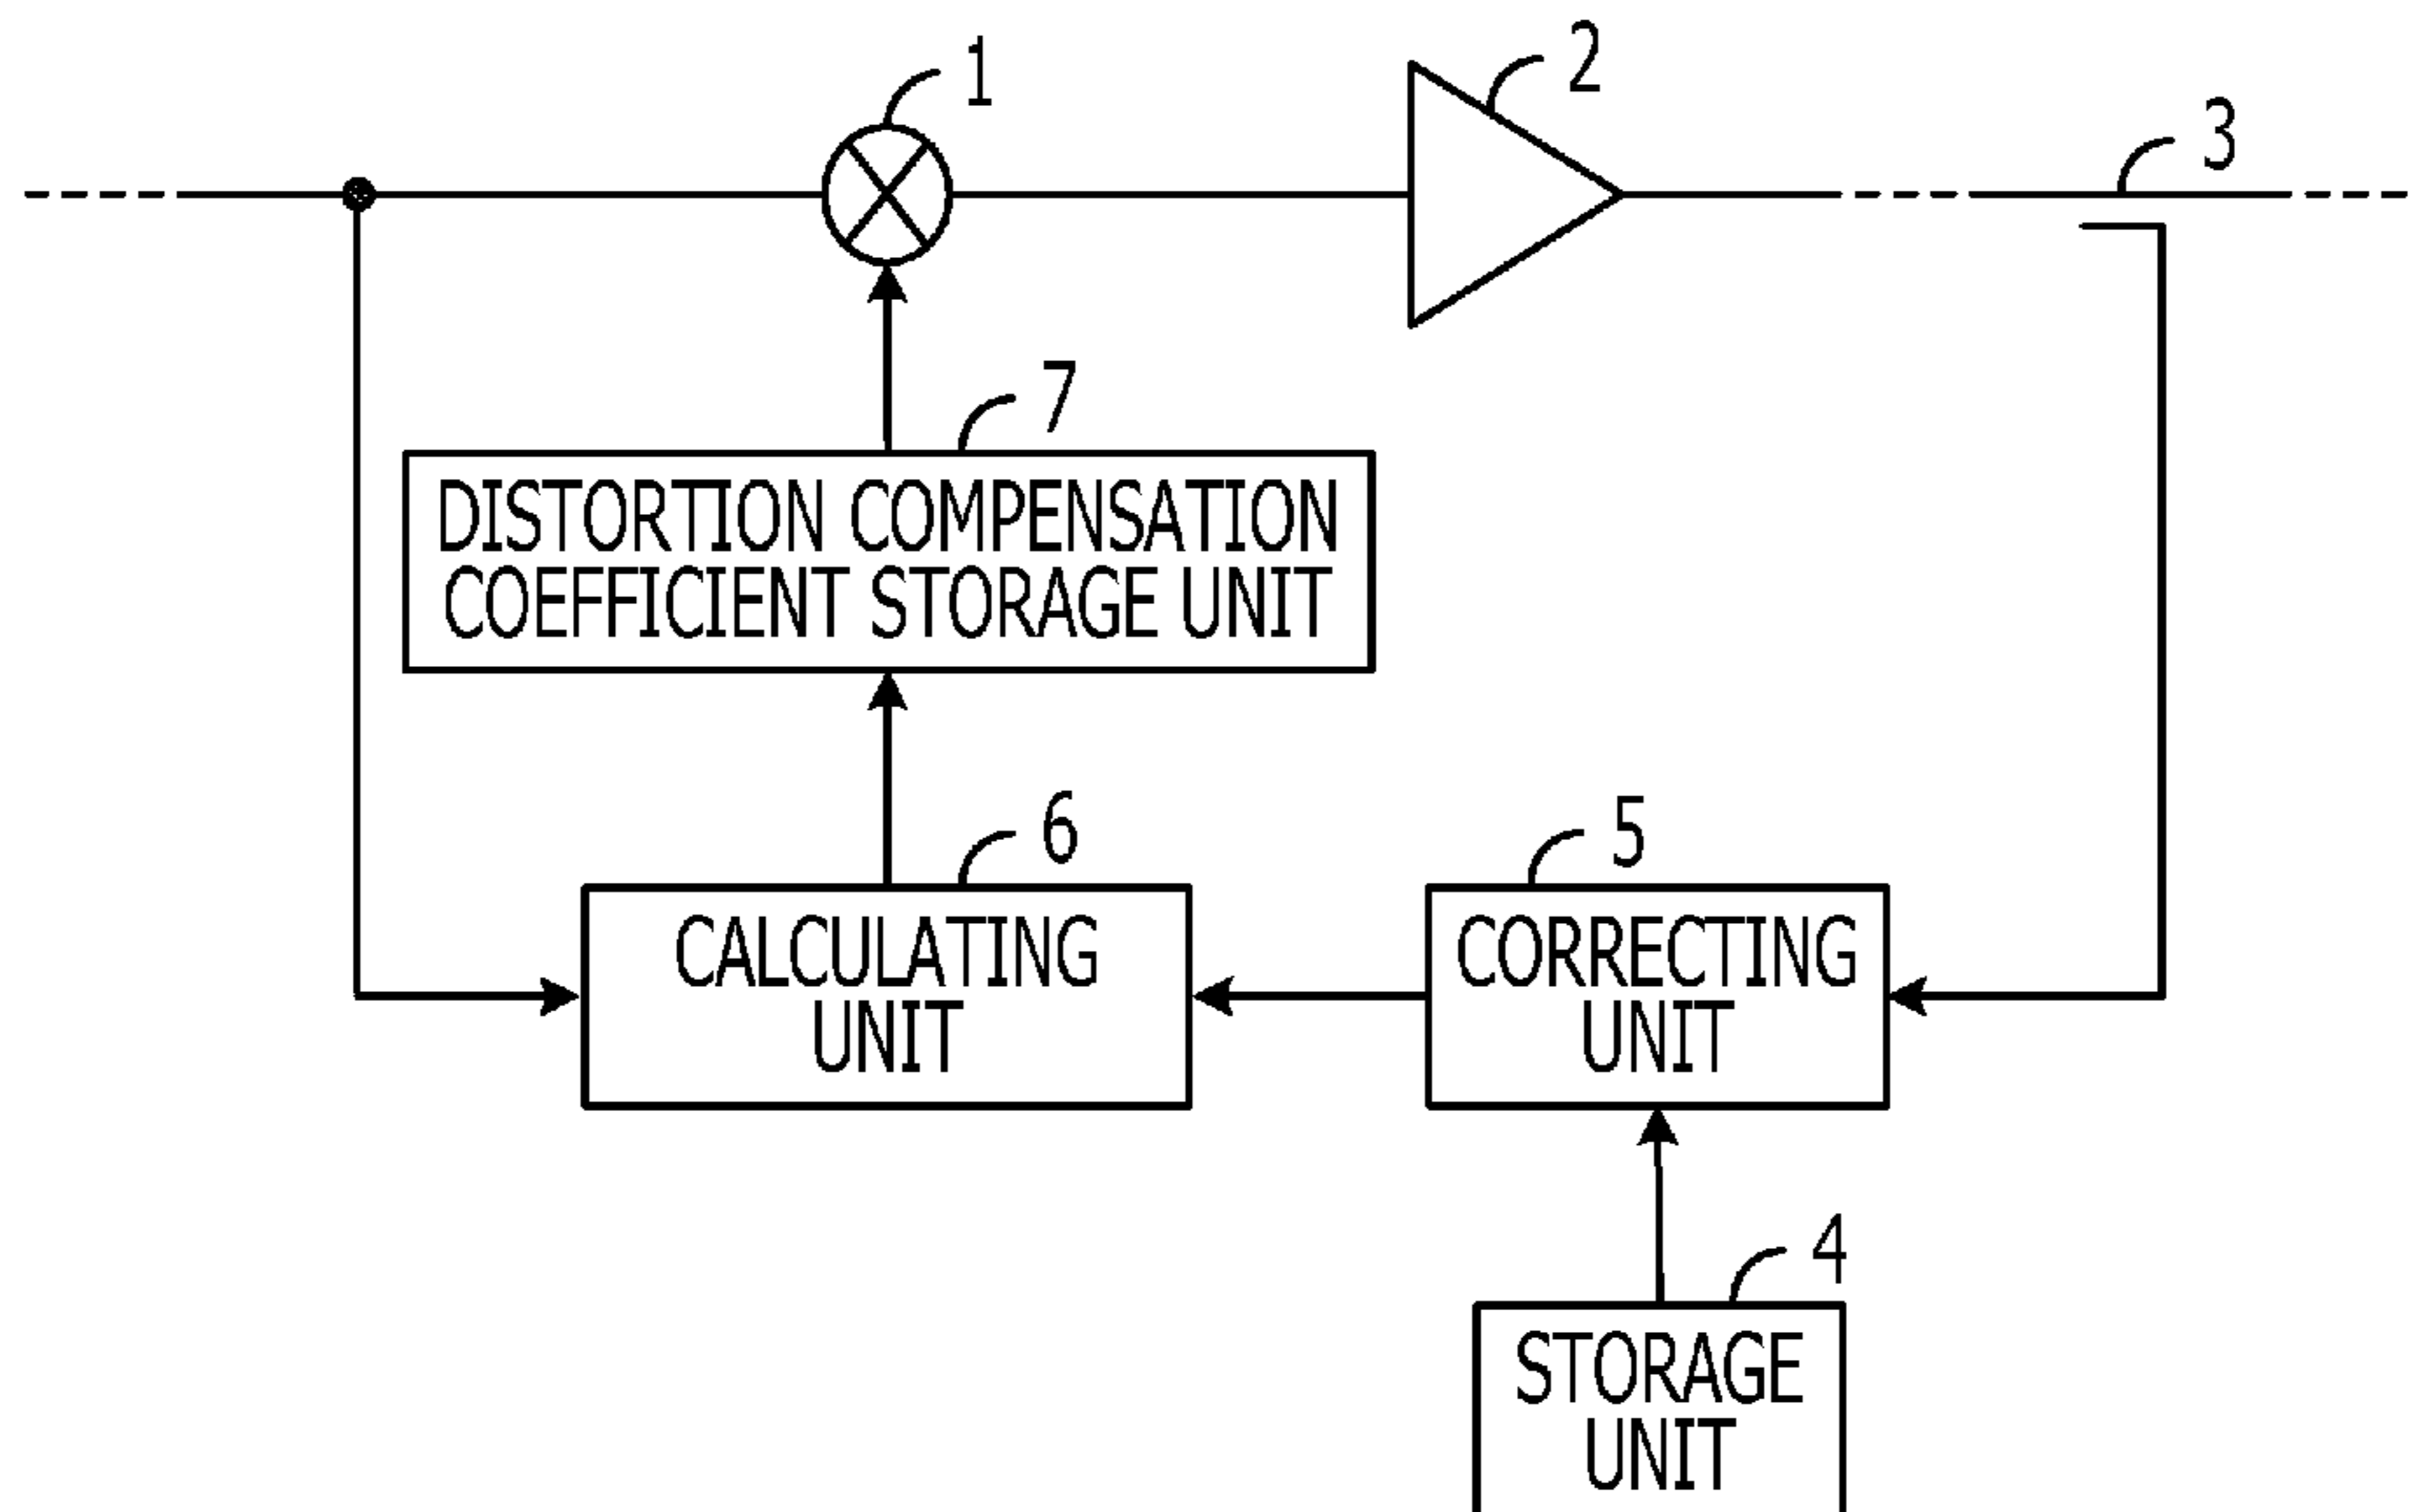 1
2
3
7
DISTORTION COMPENSATION
COEFFICIENT STORAGE UNIT
6
CALCULATING
UNIT
5
CORRECTING
UNIT
4
STORAGE
UNIT